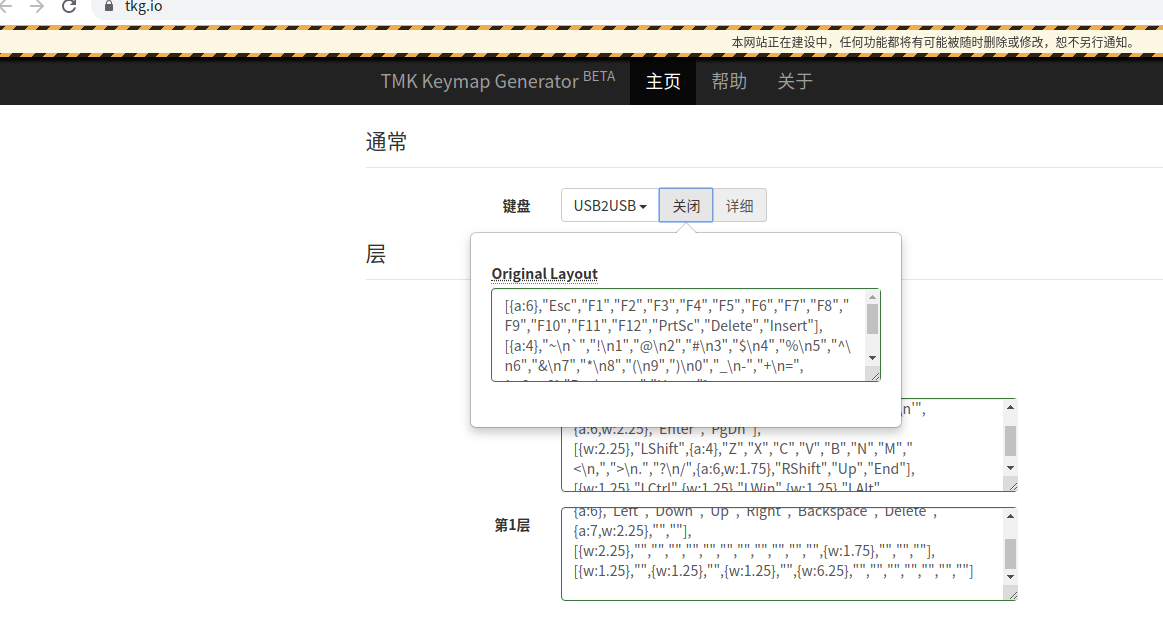 tkg.io
本网站正在建设中，任何功能都将有可能被随时删除或修改，恕不另行通知。
TMK Keymap Generator BETA 主页 帮助 关于
通常
键盘 USB2USB 关闭 详细
层
Original Layout
[{a:6},"Esc","F1","F2","F3","F4","F5","F6","F7","F8","
F9","F10","F11","F12","PrtSc","Delete","Insert"],
[{a:4},"~\n`","!\n1","@\n2","#\n3","$\n4","%\n5","^\
n6","&\n7","*\n8","(\n9",")\n0","_\n-","+\n=",
\n'",
{a:6,w:2.25},"Enter","PgDn"],
[{w:2.25},"LShift",{a:4},"Z","X","C","V","B","N","M","
<\n,",">\n.","?\n/",{a:6,w:1.75},"RShift","Up","End"],
[{w:1.25},"LCtrl",{w:1.25},"LWin",{w:1.25},"LAlt",
第1层
{a:6},"Left","Down","Up","Right","Backspace","Delete",
{a:7,w:2.25},"",""],
[{w:2.25},"","","","","","","","","","","",{w:1.75},"","",""],
[{w:1.25},"",{w:1.25},"",{w:1.25},"",{w:6.25},"","","","","","",""]